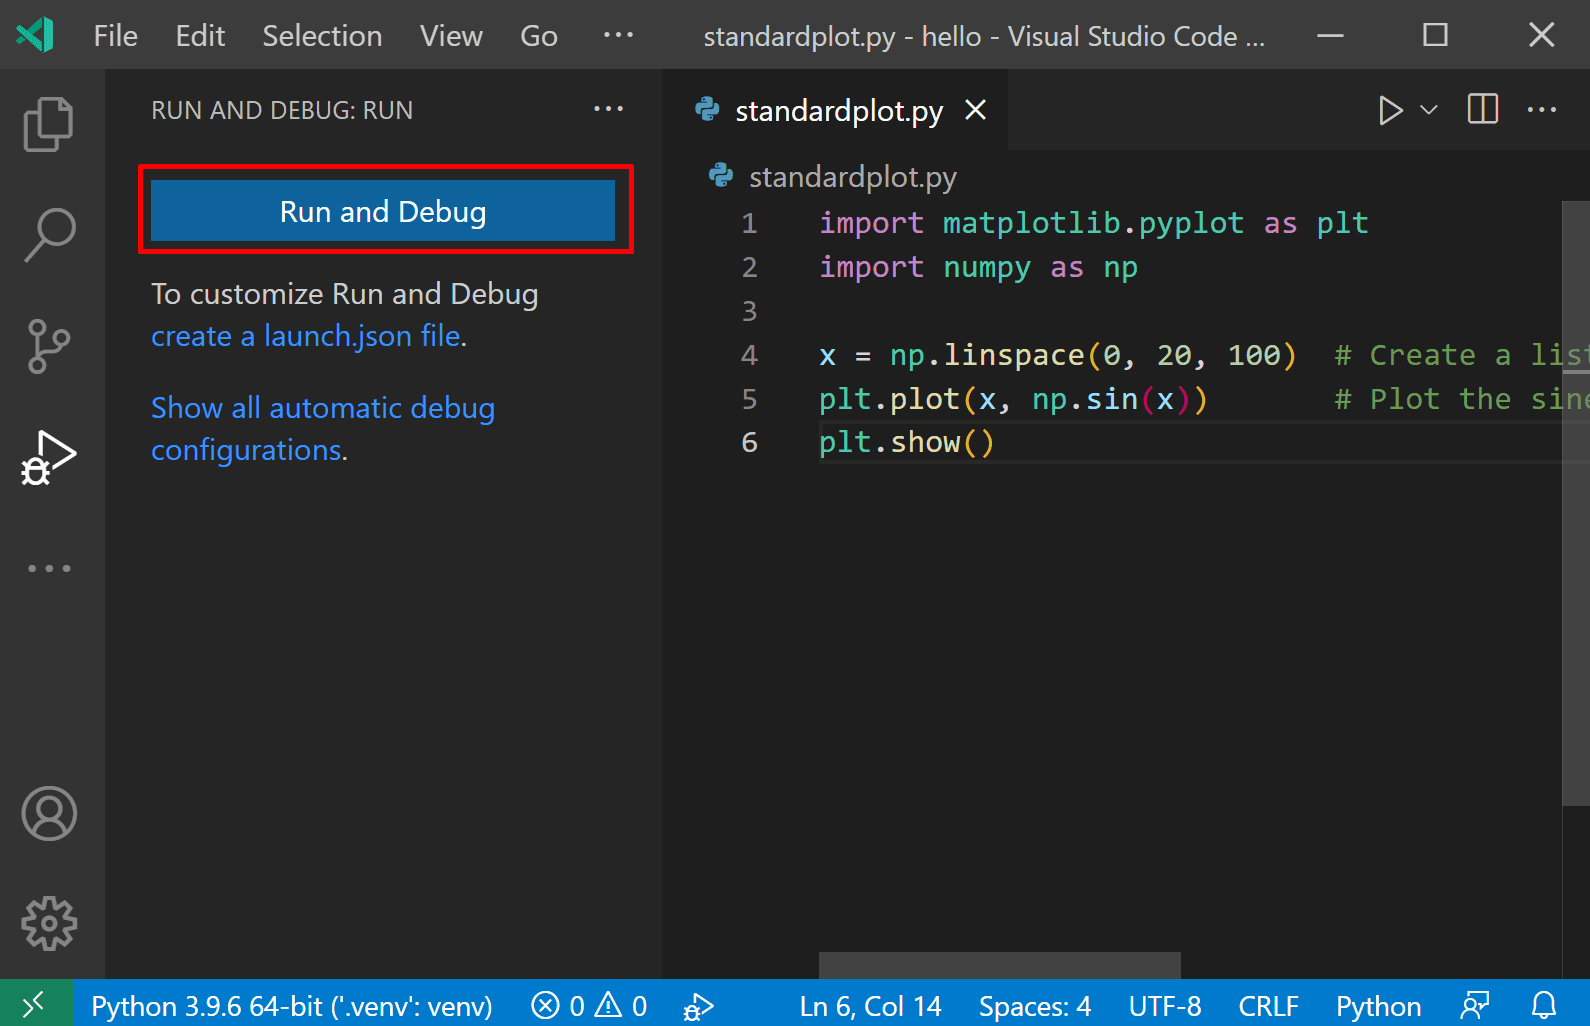 File Edit Selection View Go ··· standardplot.py - hello - Visual Studio Code ...
RUN AND DEBUG: RUN ···
Run and Debug
To customize Run and Debug
create a launch.json file.
Show all automatic debug
configurations.
standardplot.py
standardplot.py
1 import matplotlib.pyplot as plt
2 import numpy as np
3
4 x = np.linspace(0, 20, 100)  # Create a list
5 plt.plot(x, np.sin(x))       # Plot the sine
6 plt.show()
Python 3.9.6 64-bit ('.venv': venv) 0 0 Ln 6, Col 14 Spaces: 4 UTF-8 CRLF Python